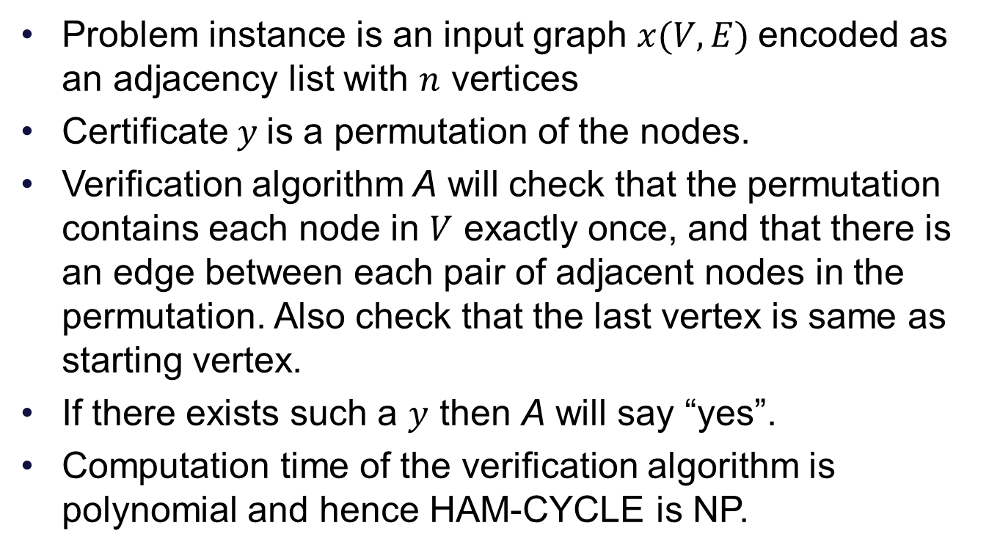 • Problem instance is an input graph x(V, E) encoded as
an adjacency list with n vertices
• Certificate y is a permutation of the nodes.
• Verification algorithm A will check that the permutation
contains each node in V exactly once, and that there is
an edge between each pair of adjacent nodes in the
permutation. Also check that the last vertex is same as
starting vertex.
• If there exists such a y then A will say “yes”.
• Computation time of the verification algorithm is
polynomial and hence HAM-CYCLE is NP.